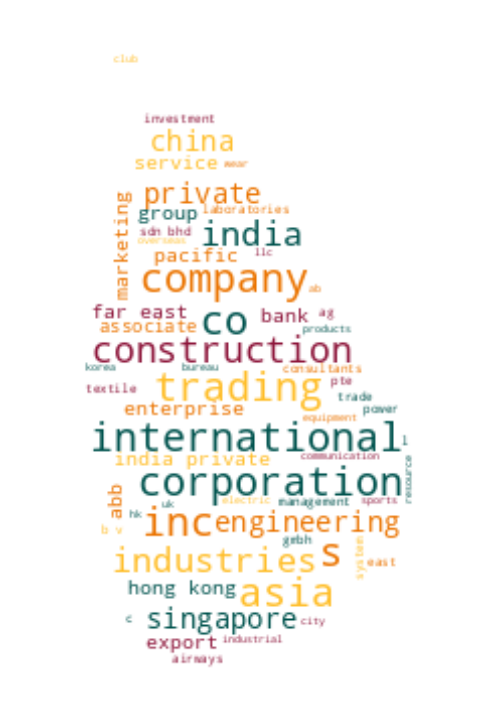 club
investment
china
service wear
private
marketing
group laboratories
sdn bhd india
overseas
pacific llc
company ab
far east co bank ag
associate products
construction
korea bureau consultants
textile trading pte
trade
enterprise power
equipment
international l
india private communication
resource
corporation
abb electric management sports
uk
hk inc engineering
b v
gmbh s
industries system east
hong kong asia
c singapore city
export industrial
airways